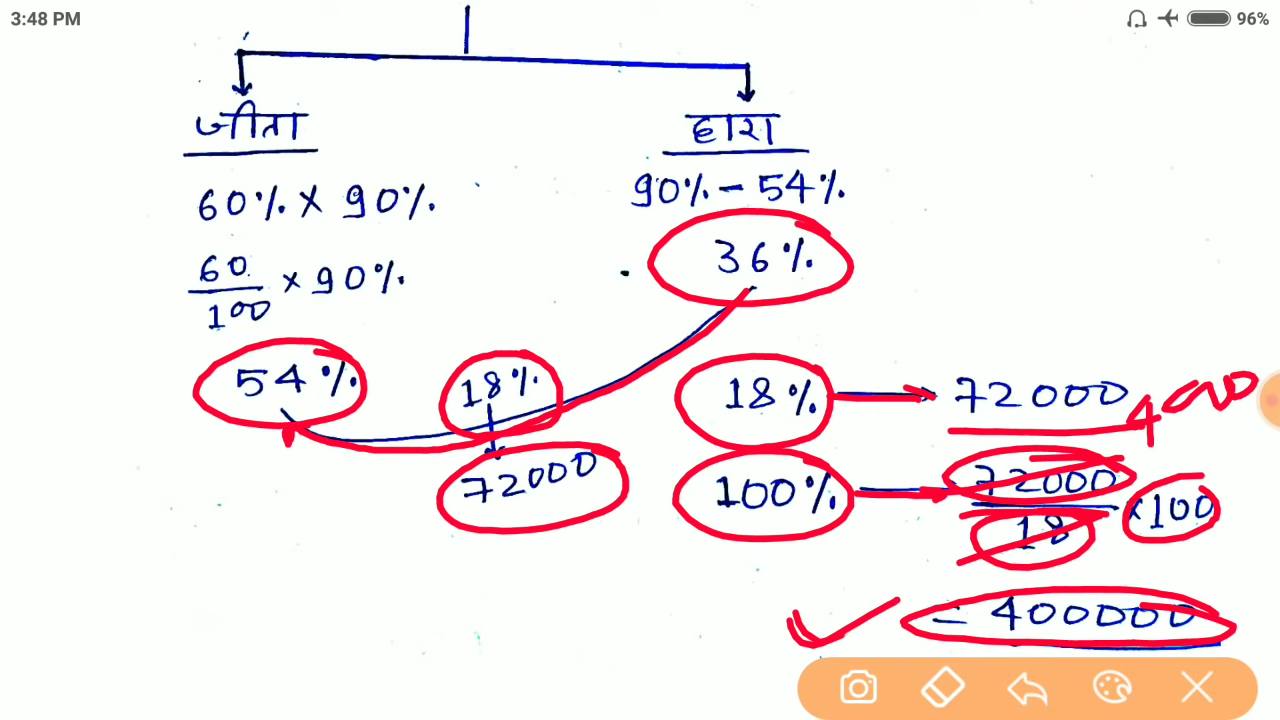 3:48 PM 96%
जीता हारा
60% × 90% 90% - 54%
60/100 × 90% 36%
54% 18% 18% 72000
4000
72000 100% 72000/18 × 100
= 400000